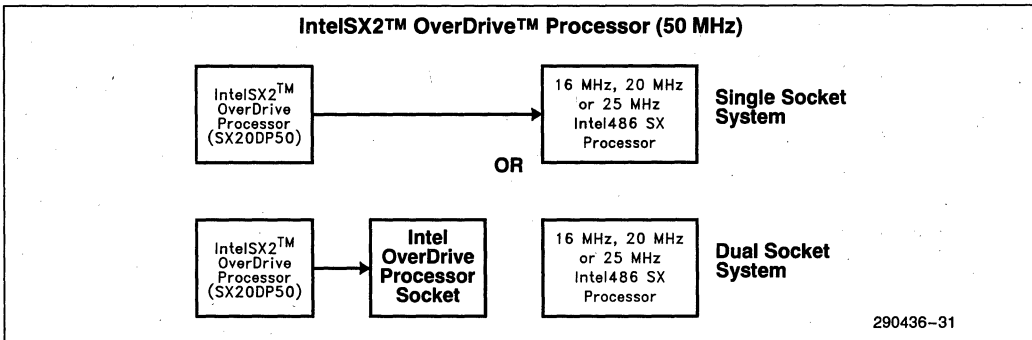 IntelSX2™ OverDrive™ Processor (50 MHz)
IntelSX2™
OverDrive
Processor
(SX20DP50)
16 MHz, 20 MHz
or 25 MHz
Intel486 SX
Processor
Single Socket
System
OR
IntelSX2™
OverDrive
Processor
(SX20DP50)
Intel
OverDrive
Processor
Socket
16 MHz, 20 MHz
or 25 MHz
Intel486 SX
Processor
Dual Socket
System
290436–31